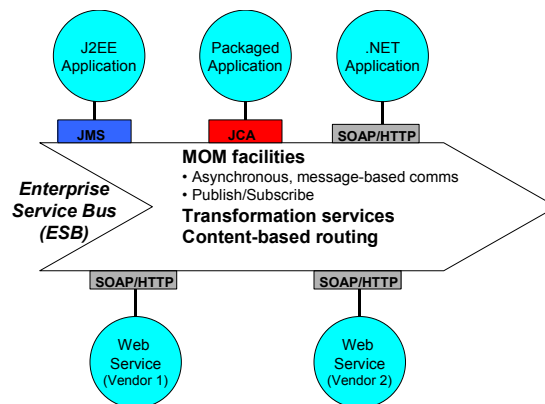 J2EE
Application
Packaged
Application
.NET
Application
JMS
JCA
SOAP/HTTP
Enterprise
Service Bus
(ESB)
MOM facilities
• Asynchronous, message-based comms
• Publish/Subscribe
Transformation services
Content-based routing
SOAP/HTTP
SOAP/HTTP
Web
Service
(Vendor 1)
Web
Service
(Vendor 2)